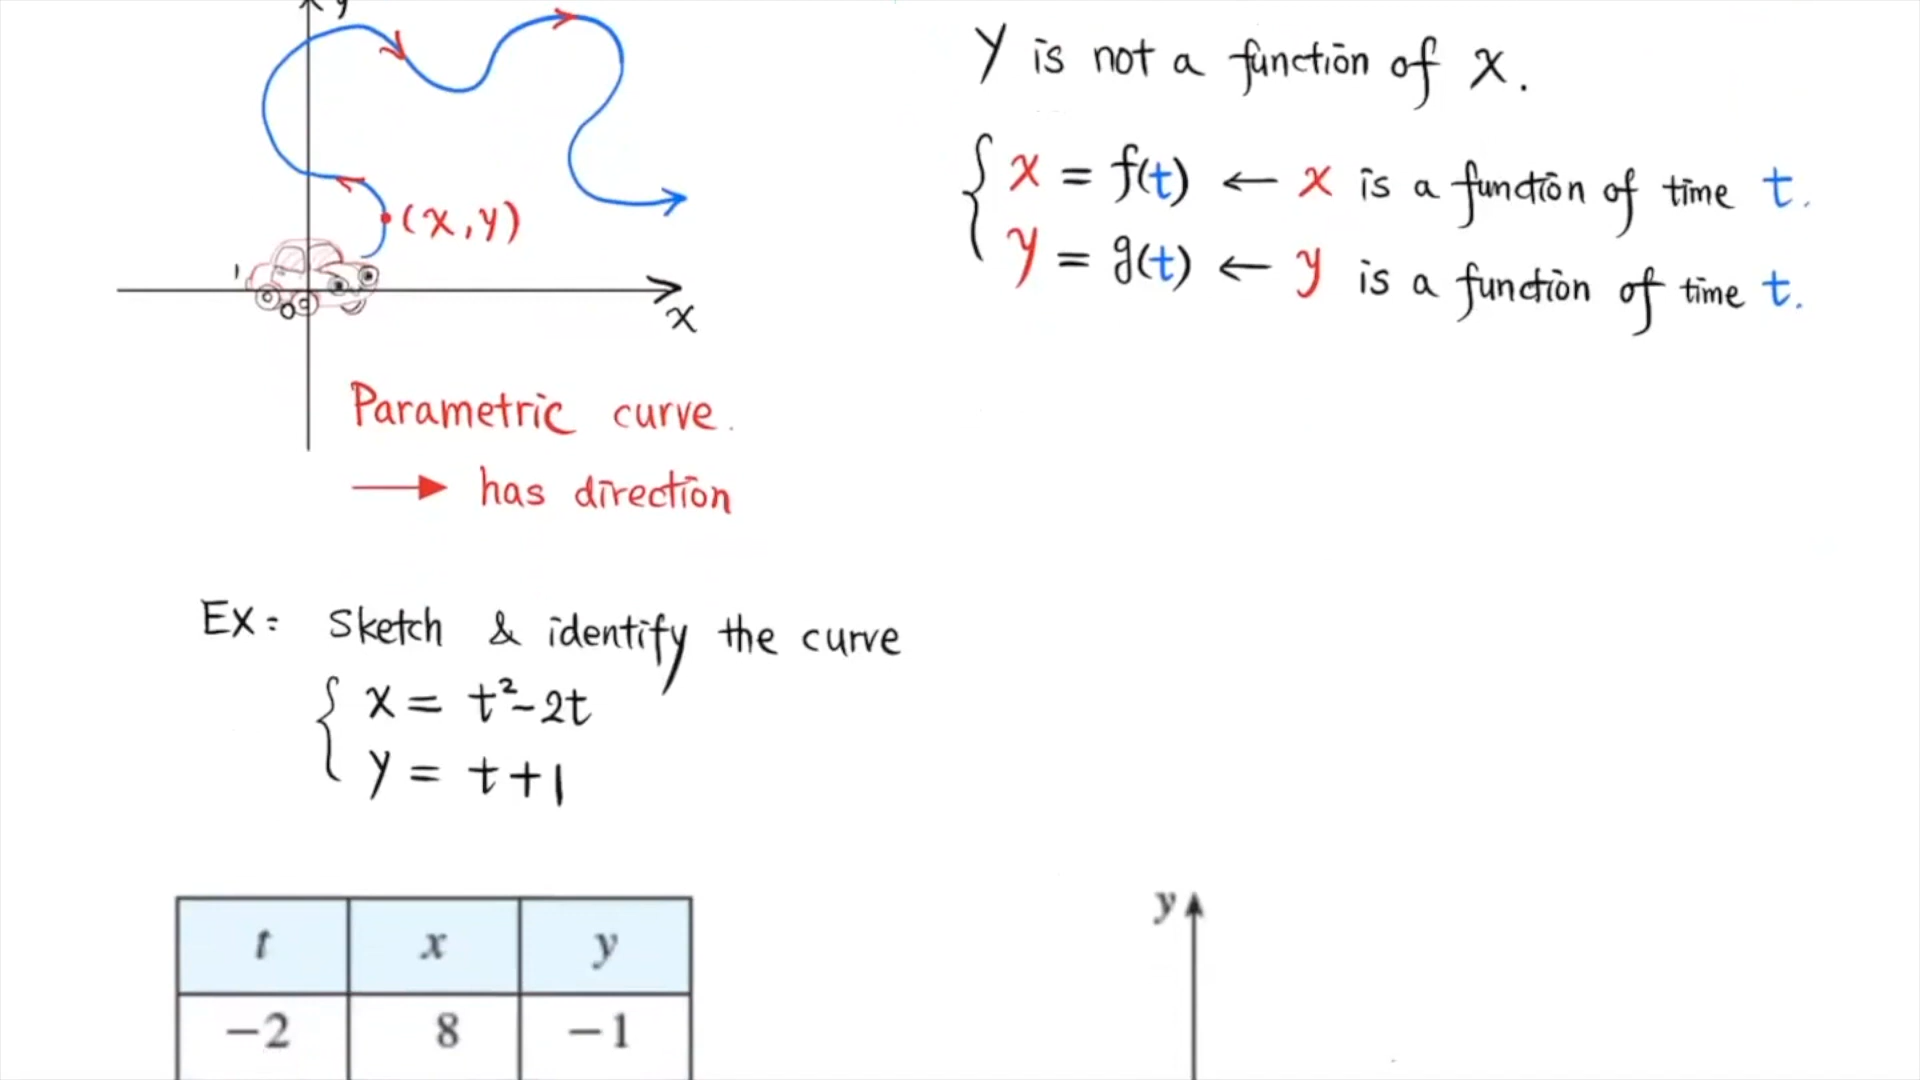 y
(x,y)
x
Parametric curve.
→ has direction
y is not a function of x.
x = f(t) ← x is a function of time t.
y = g(t) ← y is a function of time t.
EX: Sketch & identify the curve
x = t²-2t
y = t+1
t x y
−2 8 −1
y